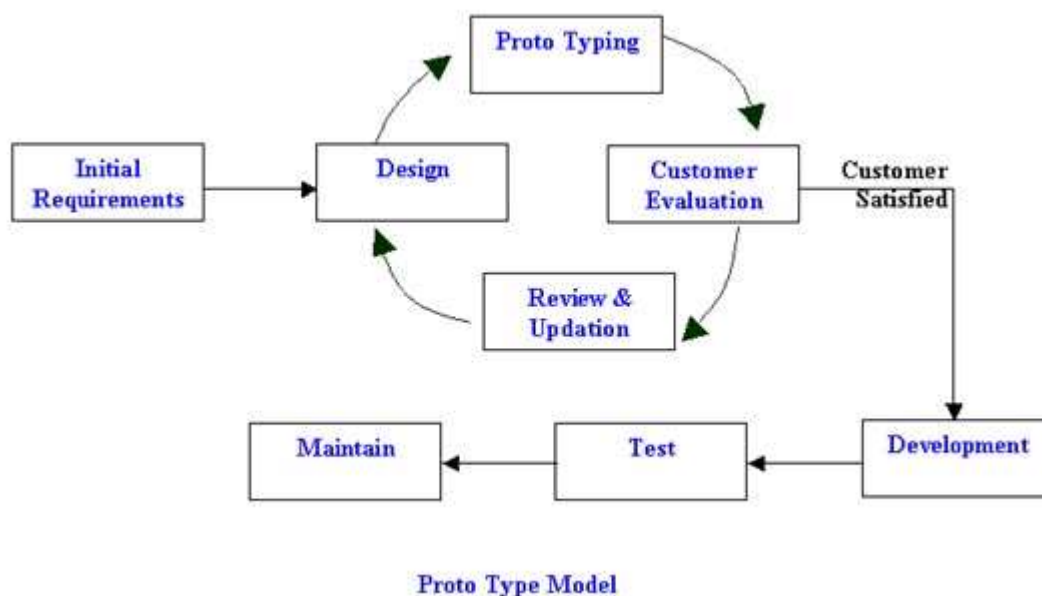 Proto Typing
Initial
Requirements
Design
Customer
Evaluation
Customer
Satisfied
Review &
Updation
Maintain
Test
Development
Proto Type Model